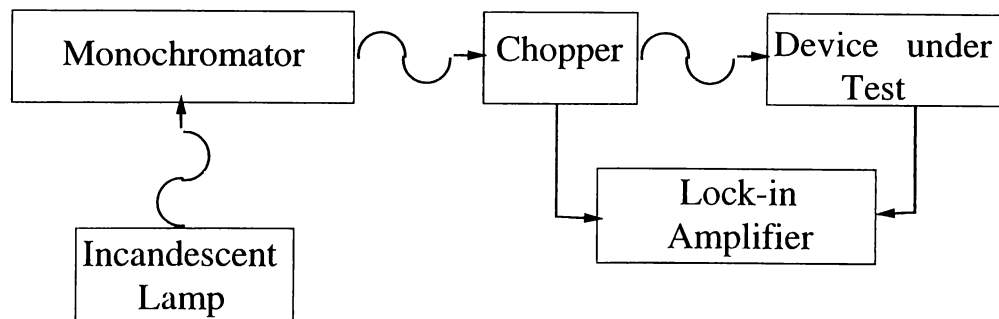 Monochromator
Chopper
Device under
Test
Lock-in
Amplifier
Incandescent
Lamp